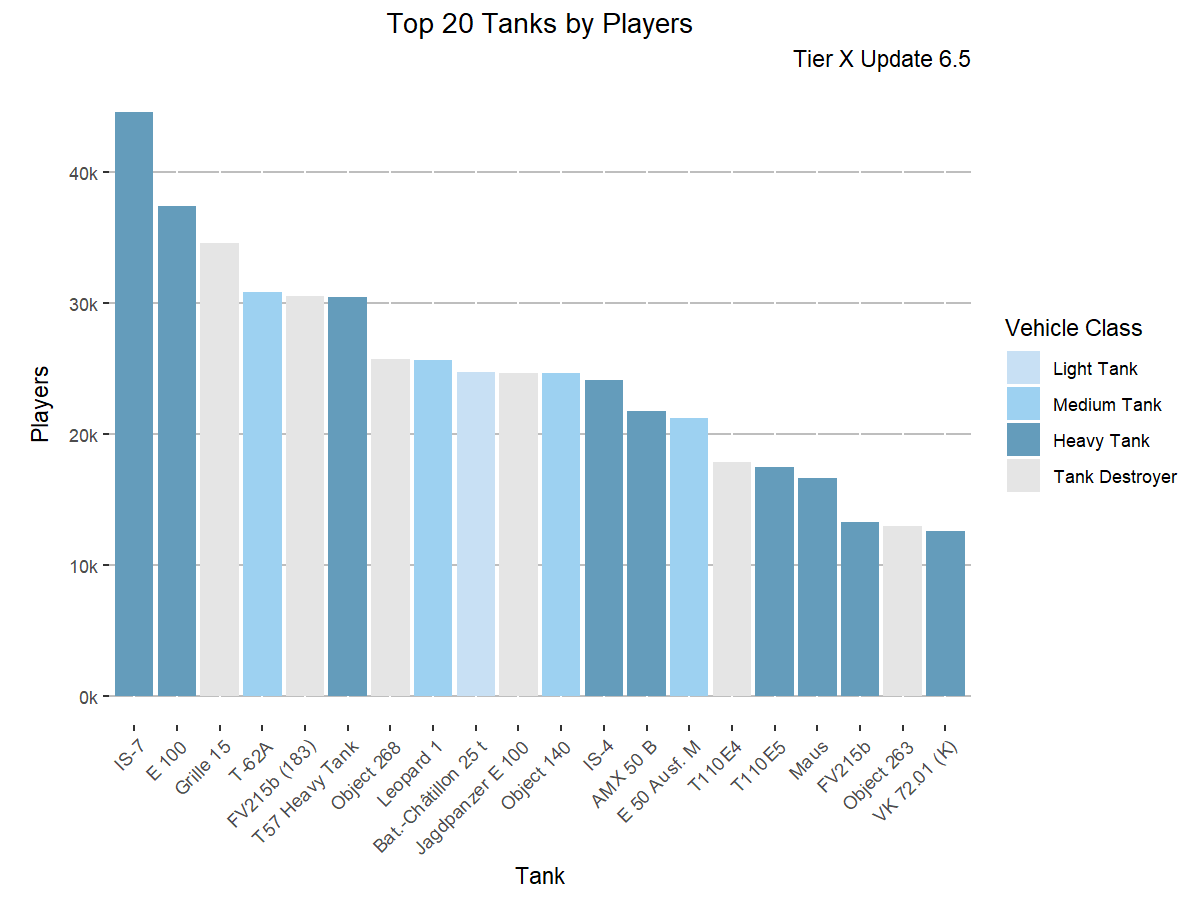 Top 20 Tanks by Players
Tier X Update 6.5
40k
30k
20k
10k
0k
Players
IS-7
E 100
Grille 15
T-62A
FV215b (183)
T57 Heavy Tank
Object 268
Leopard 1
Bat.-Châtillon 25 t
Jagdpanzer E 100
Object 140
IS-4
AMX 50 B
E 50 Ausf. M
T110E4
T110E5
Maus
FV215b
Object 263
VK 72.01 (K)
Tank
Vehicle Class
Light Tank
Medium Tank
Heavy Tank
Tank Destroyer